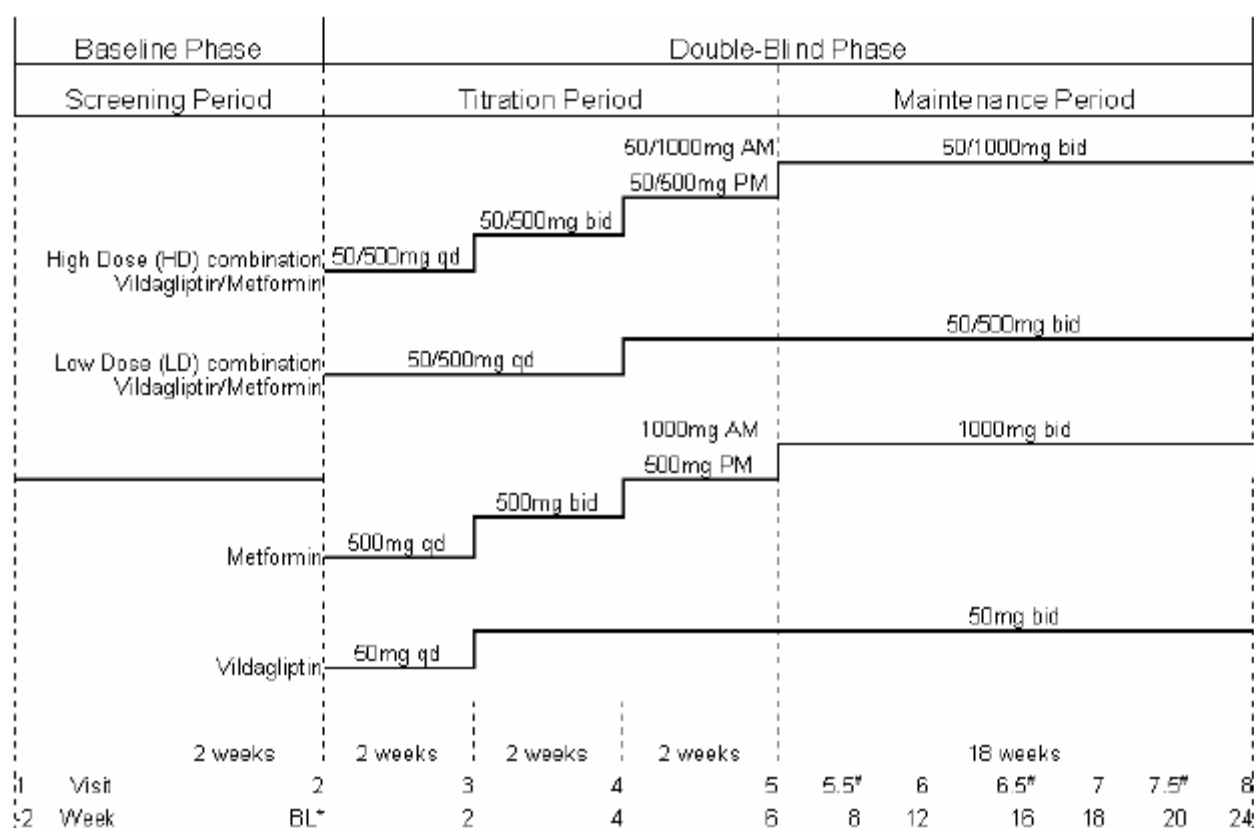 Baseline Phase Double-Blind Phase
Screening Period Titration Period Maintenance Period
50/1000mg AM 50/1000mg bid
50/500mg PM
50/500mg bid
High Dose (HD) combination 50/500mg qd
Vildagliptin/Metformin
50/500mg bid
Low Dose (LD) combination 50/500mg qd
Vildagliptin/Metformin
1000mg AM 1000mg bid
500mg PM
500mg bid
500mg qd
Metformin
50mg bid
50mg qd
Vildagliptin
2 weeks 2 weeks 2 weeks 2 weeks 18 weeks
1 Visit 2 3 4 5 5.5# 6 6.5# 7 7.5# 8
-2 Week BL* 2 4 6 8 12 16 18 20 24